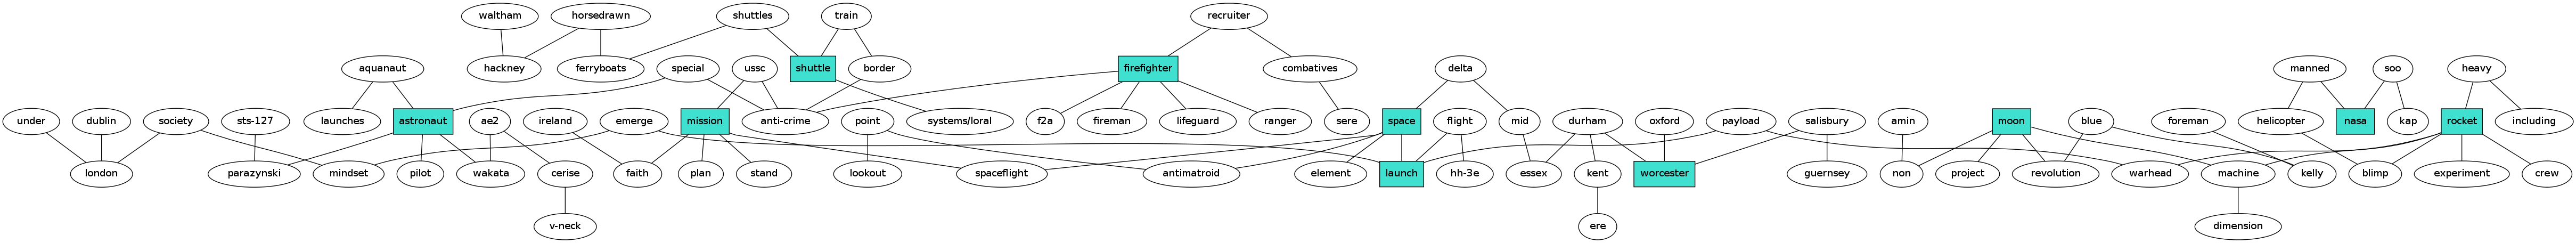 waltham horsedrawn shuttles train recruiter
aquanaut hackney ferryboats special ussc shuttle border firefighter combatives delta manned soo heavy
under dublin society sts-127 launches astronaut ae2 ireland emerge mission anti-crime point systems/loral f2a fireman lifeguard ranger sere space flight mid durham oxford payload salisbury amin moon blue foreman helicopter nasa kap rocket including
london parazynski mindset pilot wakata cerise faith plan stand lookout spaceflight antimatroid element launch hh-3e essex kent worcester guernsey non project revolution warhead machine kelly blimp experiment crew
v-neck ere dimension